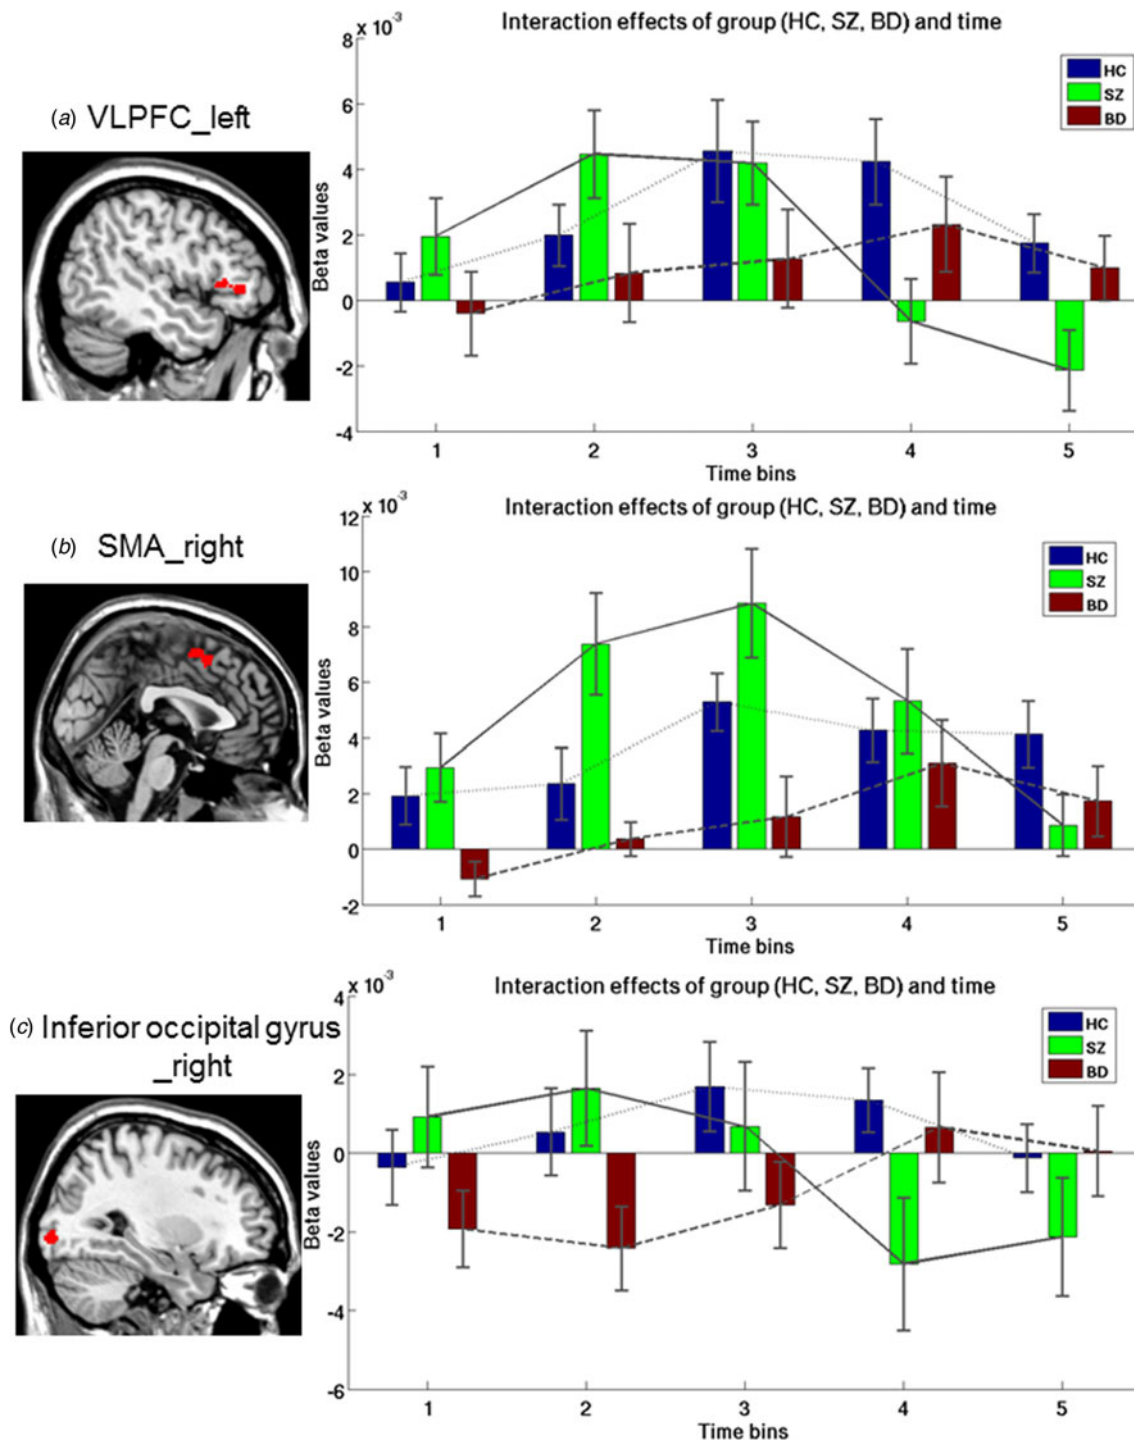 Interaction effects of group (HC, SZ, BD) and time
x 10-3
(a) VLPFC_left
8
6
4
2
0
-2
-4
Beta values
HC
SZ
BD
1 2 3 4 5
Time bins
Interaction effects of group (HC, SZ, BD) and time
x 10-3
(b) SMA_right
12
10
8
6
4
2
0
-2
Beta values
HC
SZ
BD
1 2 3 4 5
Time bins
Interaction effects of group (HC, SZ, BD) and time
x 10-3
(c) Inferior occipital gyrus
_right
4
2
0
-2
-4
-6
Beta values
HC
SZ
BD
1 2 3 4 5
Time bins